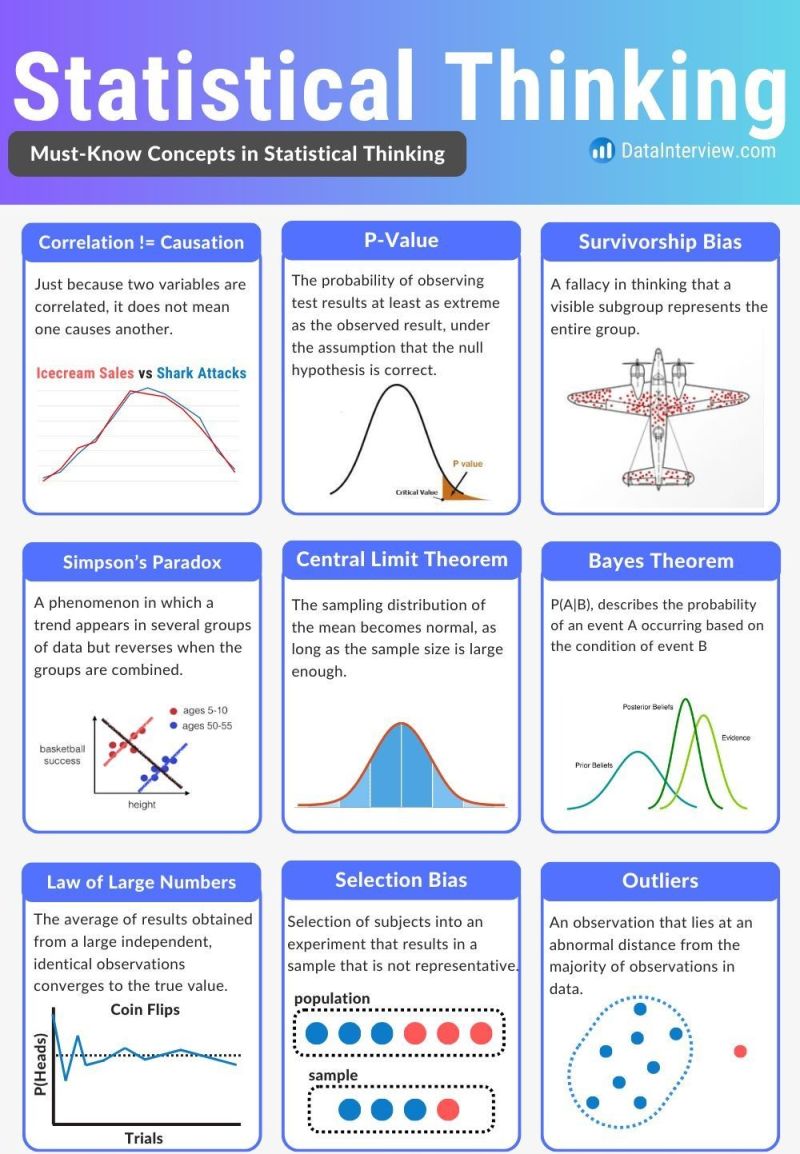 Statistical Thinking
Must-Know Concepts in Statistical Thinking
DataInterview.com
Correlation != Causation
Just because two variables are
correlated, it does not mean
one causes another.
Icecream Sales vs Shark Attacks
P-Value
The probability of observing
test results at least as extreme
as the observed result, under
the assumption that the null
hypothesis is correct.
P value
Critical Value
Survivorship Bias
A fallacy in thinking that a
visible subgroup represents the
entire group.
Simpson's Paradox
A phenomenon in which a
trend appears in several groups
of data but reverses when the
groups are combined.
ages 5-10
ages 50-55
basketball
success
height
Central Limit Theorem
The sampling distribution of
the mean becomes normal, as
long as the sample size is large
enough.
Bayes Theorem
P(A|B), describes the probability
of an event A occurring based on
the condition of event B
Posterior Beliefs
Evidence
Prior Beliefs
Law of Large Numbers
The average of results obtained
from a large independent,
identical observations
converges to the true value.
Coin Flips
P(Heads)
Trials
Selection Bias
Selection of subjects into an
experiment that results in a
sample that is not representative.
population
sample
Outliers
An observation that lies at an
abnormal distance from the
majority of observations in
data.